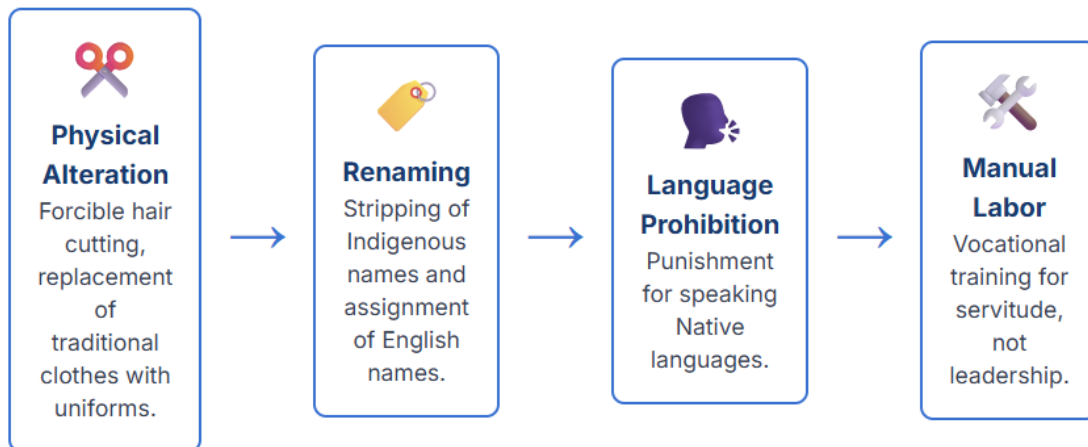 Physical
Alteration
Forcible hair
cutting,
replacement
of
traditional
clothes with
uniforms.
Renaming
Stripping of
Indigenous
names and
assignment
of English
names.
Language
Prohibition
Punishment
for speaking
Native
languages.
Manual
Labor
Vocational
training for
servitude,
not
leadership.